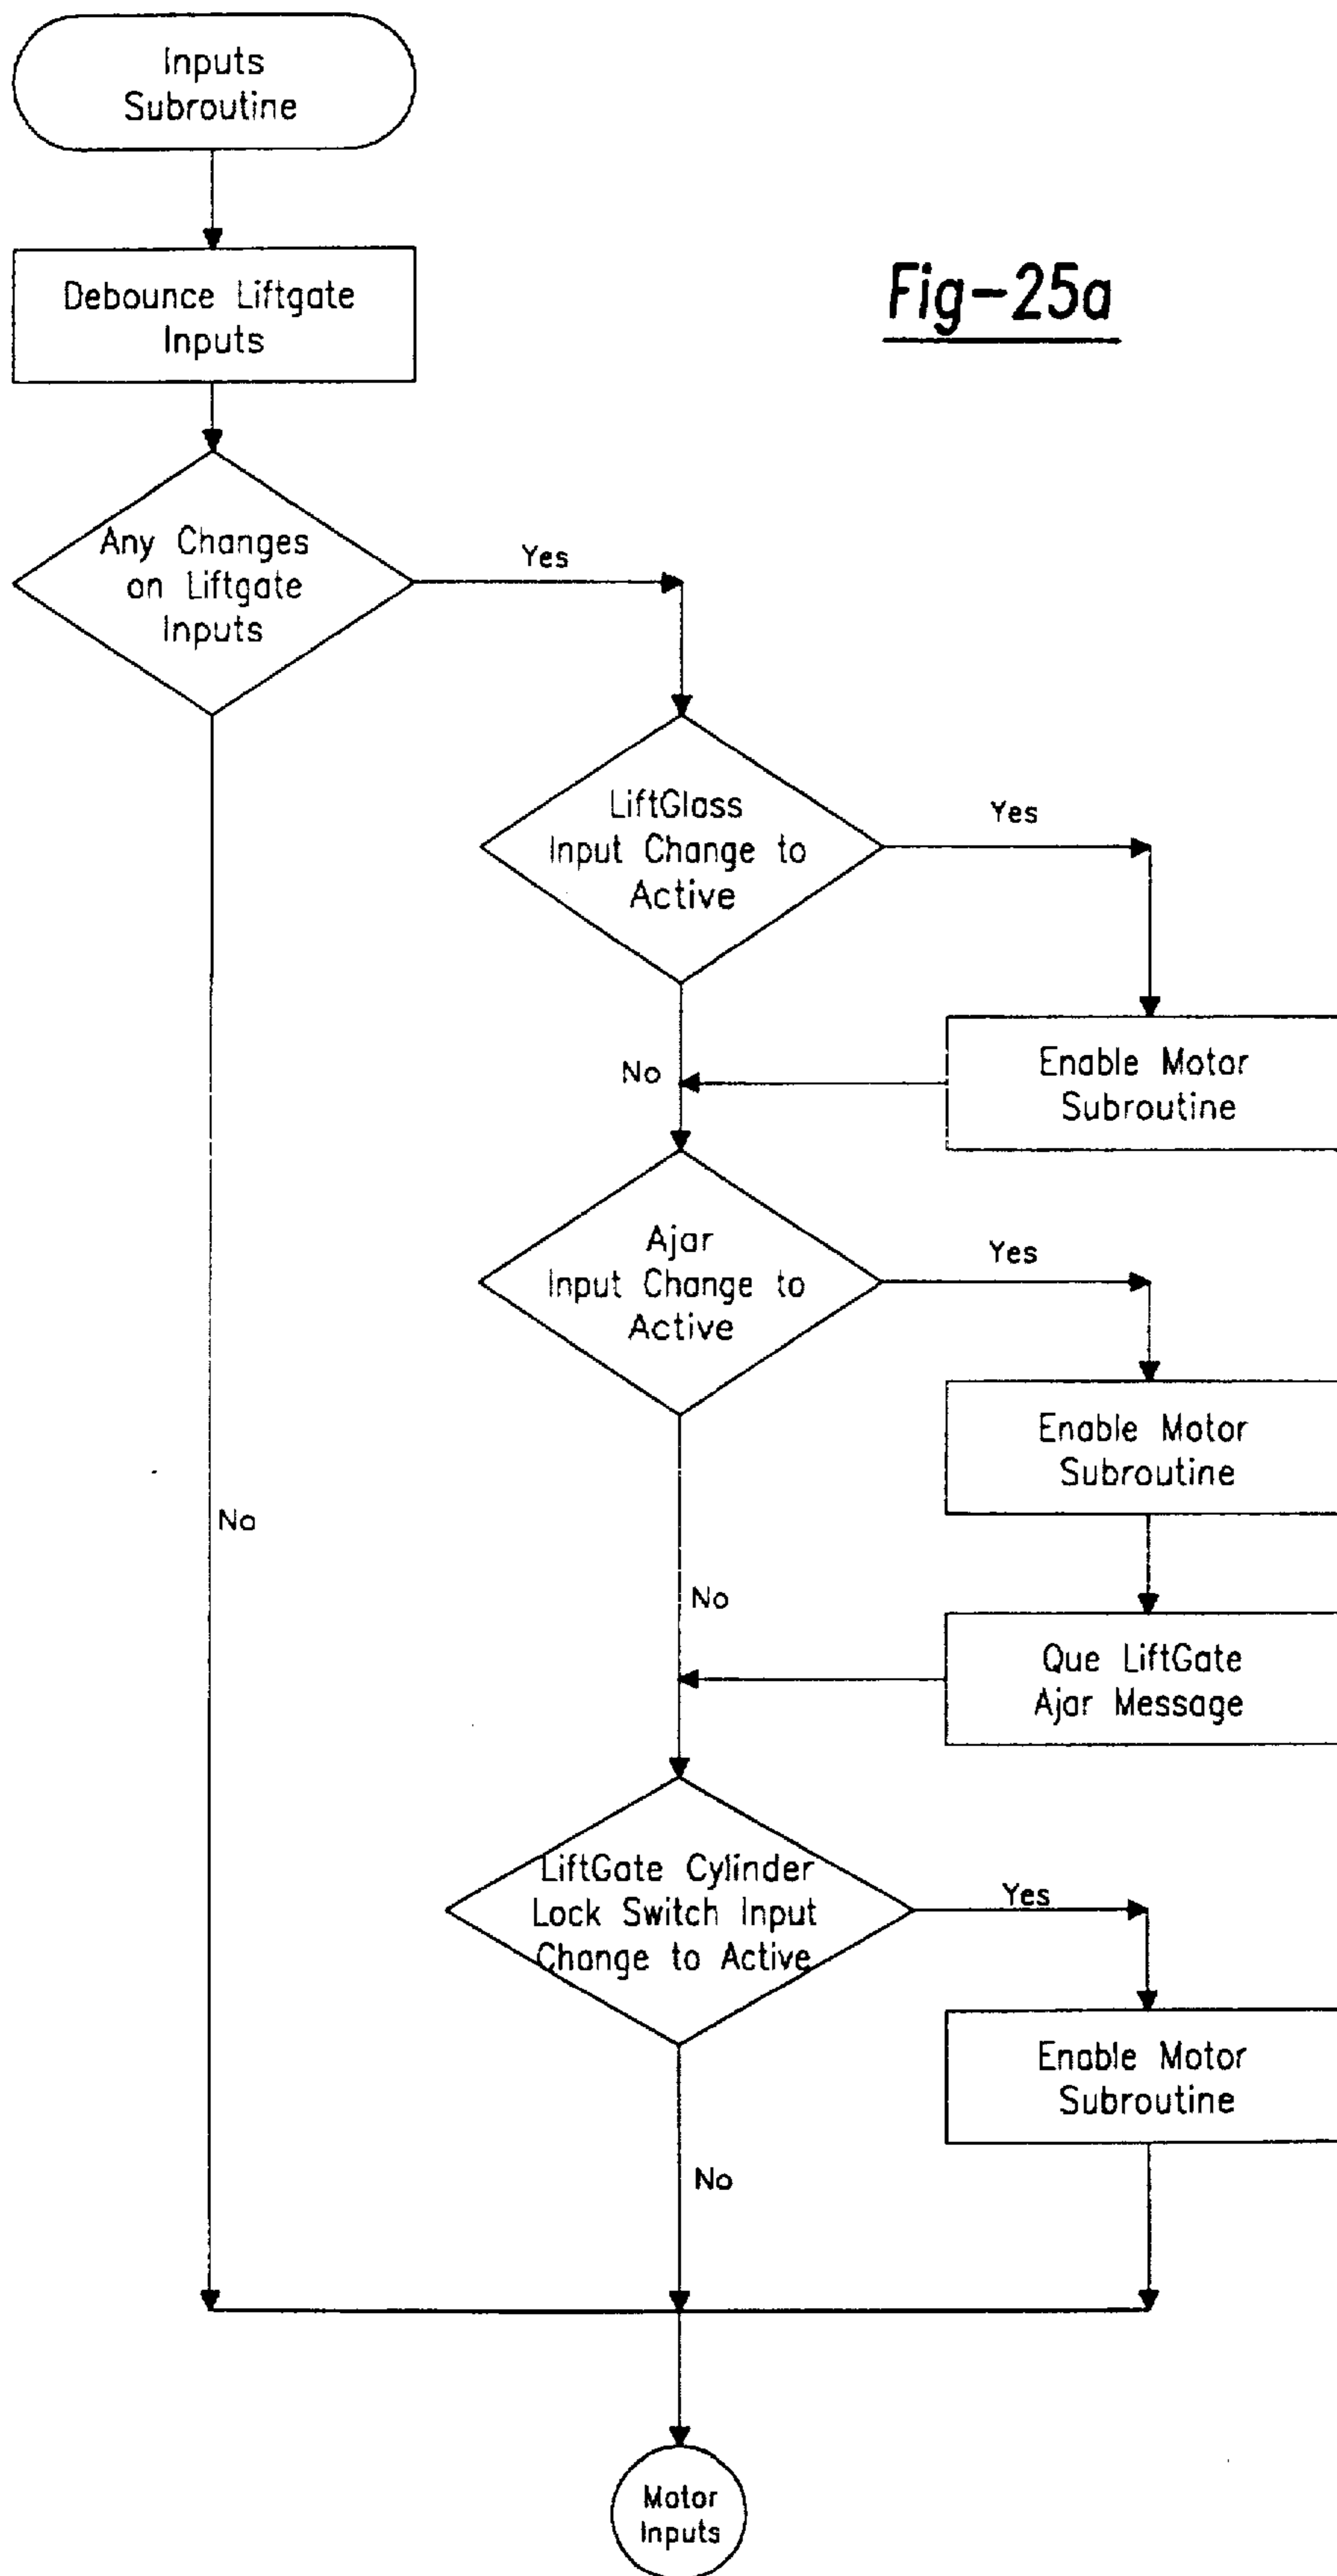 Inputs
Subroutine
Fig-25a
Debounce Liftgate
Inputs
Any Changes
on Liftgate
Inputs
Yes
LiftGlass
Input Change to
Active
Yes
Enable Motor
Subroutine
No
Ajar
Input Change to
Active
Yes
Enable Motor
Subroutine
No
No
Que LiftGate
Ajar Message
LiftGate Cylinder
Lock Switch Input
Change to Active
Yes
Enable Motor
Subroutine
No
Motor
Inputs